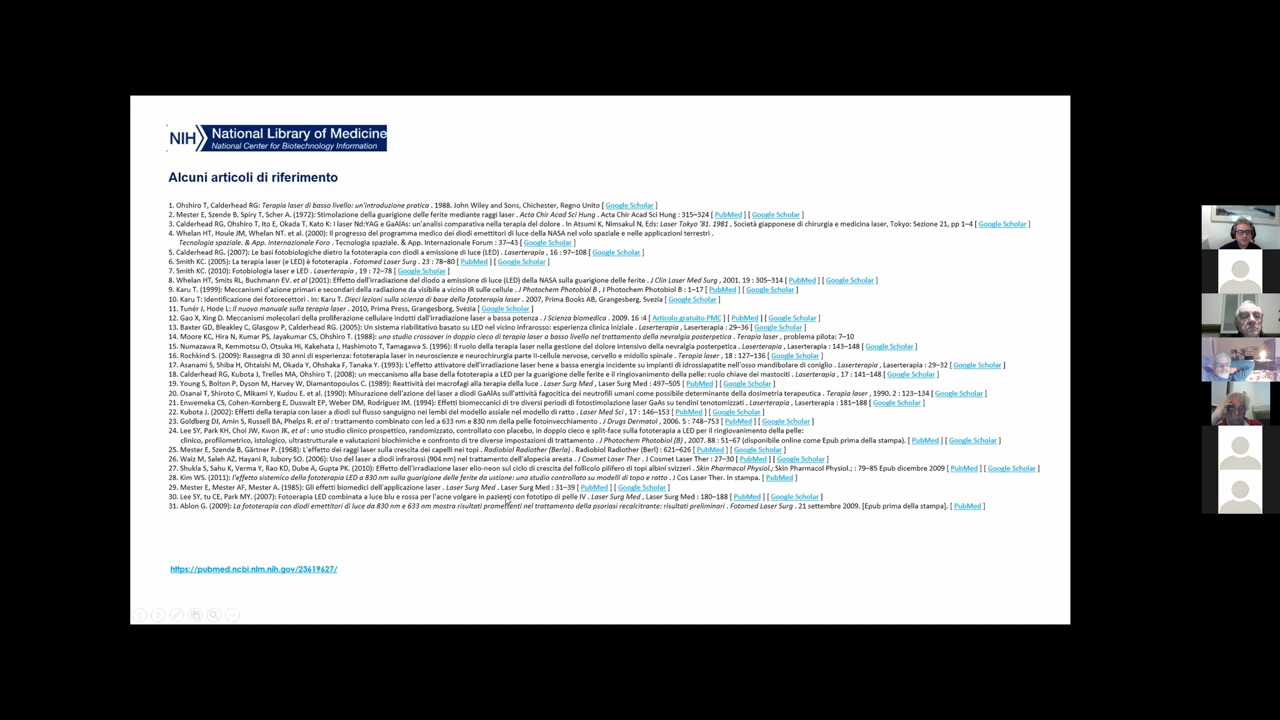 NIH National Library of Medicine
National Center for Biotechnology Information
Alcuni articoli di riferimento
1. Ohshiro T, Calderhead RG: Terapia laser di basso livello: un'introduzione pratica . 1988. John Wiley and Sons, Chichester, Regno Unito [ Google Scholar ]
2. Mester E, Szende B, Spiry T, Scher A. (1972): Stimolazione della guarigione delle ferite mediante raggi laser . Acta Chir Acad Sci Hung . Acta Chir Acad Sci Hung : 315–324 [ PubMed ] [ Google Scholar ]
3. Calderhead RG, Ohshiro T, Ito E, Okada T, Kato K: I laser Nd:YAG e GaAlAs: un'analisi comparativa nella terapia del dolore . In Atsumi K, Nimsakul N, Eds: Laser Tokyo '81. 1981 , Società giapponese di chirurgia e medicina laser, Tokyo: Sezione 21, pp 1–4 [ Google Scholar ]
4. Whelan HT, Houle JM, Whelan NT. et al. (2000): Il progresso del programma medico dei diodi emettitori di luce della NASA nel volo spaziale e nelle applicazioni terrestri .
Tecnologia spaziale. & App. Internazionale Foro . Tecnologia spaziale. & App. Internazionale Forum : 37–43 [ Google Scholar ]
5. Calderhead RG. (2007): Le basi fotobiologiche dietro la fototerapia con diodi a emissione di luce (LED) . Laserterapia , 16 : 97–108 [ Google Scholar ]
6. Smith KC. (2005): La terapia laser (e LED) è fototerapia . Fotomed Laser Surg . 23 : 78–80 [ PubMed ] [ Google Scholar ]
7. Smith KC. (2010): Fotobiologia laser e LED . Laserterapia , 19 : 72–78 [ Google Scholar ]
8. Whelan HT, Smits RL, Buchmann EV. et al (2001): Effetto dell'irradiazione del diodo a emissione di luce (LED) della NASA sulla guarigione delle ferite . J Clin Laser Med Surg , 2001. 19 : 305–314 [ PubMed ] [ Google Scholar ]
9. Karu T. (1999): Meccanismi d'azione primari e secondari della radiazione da visibile a vicino IR sulle cellule . J Photochem Photobiol B , J Photochem Photobiol B : 1–17 [ PubMed ] [ Google Scholar ]
10. Karu T: Identificazione dei fotorecettori . In: Karu T. Dieci lezioni sulla scienza di base della fototerapia laser . 2007, Prima Books AB, Grangesberg, Svezia [ Google Scholar ]
11. Tunér J, Hode L: Il nuovo manuale sulla terapia laser . 2010, Prima Press, Grangesborg, Svezia [ Google Scholar ]
12. Gao X, Xing D. Meccanismi molecolari della proliferazione cellulare indotti dall'irradiazione laser a bassa potenza . J Scienza biomedica . 2009. 16 :4 [ Articolo gratuito PMC ] [ PubMed ] [ Google Scholar ]
13. Baxter GD, Bleakley C, Glasgow P, Calderhead RG. (2005): Un sistema riabilitativo basato su LED nel vicino infrarosso: esperienza clinica iniziale . Laserterapia , Laserterapia : 29–36 [ Google Scholar ]
14. Moore KC, Hira N, Kumar PS, Jayakumar CS, Ohshiro T. (1988): uno studio crossover in doppio cieco di terapia laser a basso livello nel trattamento della nevralgia posterpetica . Terapia laser , problema pilota: 7–10
15. Numazawa R, Kemmotsu O, Otsuka HI, Kakehata J, Hashimoto T, Tamagawa S. (1996): Il ruolo della terapia laser nella gestione del dolore intensivo della nevralgia posterpetica . Laserterapia , Laserterapia : 143–148 [ Google Scholar ]
16. Rochkind S. (2009): Rassegna di 30 anni di esperienza: fototerapia laser in neuroscienze e neurochirurgia parte II-cellule nervose, cervello e midollo spinale . Terapia laser , 18 : 127–136 [ Google Scholar ]
17. Asanami S, Shiba H, Ohtaishi M, Okada Y, Ohshaka F, Tanaka Y. (1993): L'effetto attivatore dell'irradiazione laser hene a bassa energia incidente su impianti di idrossiapatite nell'osso mandibolare di coniglio . Laserterapia , Laserterapia : 29–32 [ Google Scholar ]
18. Calderhead RG, Kubota J, Trelles MA, Ohshiro T. (2008): un meccanismo alla base della fototerapia a LED per la guarigione delle ferite e il ringiovanimento della pelle: ruolo chiave dei mastociti . Laserterapia , 17 : 141–148 [ Google Scholar ]
19. Young S, Bolton P, Dyson M, Harvey W, Diamantopoulos C. (1989): Reattività dei macrofagi alla terapia della luce . Laser Surg Med , Laser Surg Med : 497–505 [ PubMed ] [ Google Scholar ]
20. Osanai T, Shiroto C, Mikami Y, Kudou E. et al. (1990): Misurazione dell'azione del laser a diodi GaAlAs sull'attività fagocitica dei neutrofili umani come possibile determinante della dosimetria terapeutica . Terapia laser , 1990. 2 : 123–134 [ Google Scholar ]
21. Enwemeka CS, Cohen-Kornberg E, Duswalt EP, Weber DM, Rodriguez IM. (1994): Effetti biomeccanici di tre diversi periodi di fotostimolazione laser GaAs su tendini tenotomizzati . Laserterapia , Laserterapia : 181–188 [ Google Scholar ]
22. Kubota J. (2002): Effetti della terapia con laser a diodi sul flusso sanguigno nei lembi del modello assiale nel modello di ratto . Laser Med Sci , 17 : 146–153 [ PubMed ] [ Google Scholar ]
23. Goldberg DJ, Amin S, Russell BA, Phelps R. et al : trattamento combinato con led a 633 nm e 830 nm della pelle fotoinvecchiamento . J Drugs Dermatol . 2006. 5 : 748–753 [ PubMed ] [ Google Scholar ]
24. Lee SY, Park KH, Choi JW, Kwon JK, et al : uno studio clinico prospettico, randomizzato, controllato con placebo, in doppio cieco e split-face sulla fototerapia a LED per il ringiovanimento della pelle:
clinico, profilometrico, istologico, ultrastrutturale e valutazioni biochimiche e confronto di tre diverse impostazioni di trattamento . J Photochem Photobiol (B) , 2007. 88 : 51–67 (disponibile online come Epub prima della stampa). [ PubMed ] [ Google Scholar ]
25. Mester E, Szende B, Gärtner P. (1968): L'effetto dei raggi laser sulla crescita dei capelli nei topi . Radiobiol Radiother (Berla) . Radiobiol Radiother (Berl) : 621–626 [ PubMed ] [ Google Scholar ]
26. Waiz M, Saleh AZ, Hayani R, Jubory SO. (2006): Uso del laser a diodi infrarossi (904 nm) nel trattamento dell'alopecia areata . J Cosmet Laser Ther . J Cosmet Laser Ther : 27–30 [ PubMed ] [ Google Scholar ]
27. Shukla S, Sahu K, Verma Y, Rao KD, Dube A, Gupta PK. (2010): Effetto dell'irradiazione laser elio-neon sul ciclo di crescita del follicolo pilifero di topi albini svizzeri . Skin Pharmacol Physiol.; Skin Pharmacol Physiol.; : 79–85 Epub dicembre 2009 [ PubMed ] [ Google Scholar ]
28. Kim WS. (2011): l'effetto sistemico della fototerapia LED a 830 nm sulla guarigione delle ferite da ustione: uno studio controllato su modelli di topo e ratto . J Cos Laser Ther. In stampa. [ PubMed ]
29. Mester E, Mester AF, Mester A. (1985): Gli effetti biomedici dell'applicazione laser . Laser Surg Med . Laser Surg Med : 31–39 [ PubMed ] [ Google Scholar ]
30. Lee SY, tu CE, Park MY. (2007): Fototerapia LED combinata a luce blu e rossa per l'acne volgare in pazienti con fototipo di pelle IV . Laser Surg Med , Laser Surg Med : 180–188 [ PubMed ] [ Google Scholar ]
31. Ablon G. (2009): La fototerapia con diodi emettitori di luce da 830 nm e 633 nm mostra risultati promettenti nel trattamento della psoriasi recalcitrante: risultati preliminari . Fotomed Laser Surg . 21 settembre 2009. [Epub prima della stampa]. [ PubMed ]
https://pubmed.ncbi.nlm.nih.gov/23619627/